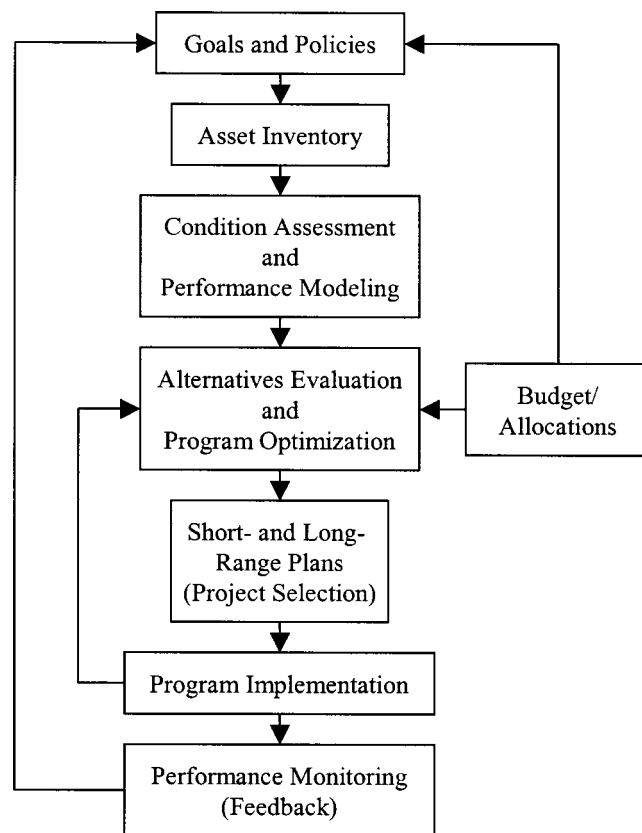 Goals and Policies
Asset Inventory
Condition Assessment
and
Performance Modeling
Alternatives Evaluation
and
Program Optimization
Budget/
Allocations
Short- and Long-
Range Plans
(Project Selection)
Program Implementation
Performance Monitoring
(Feedback)